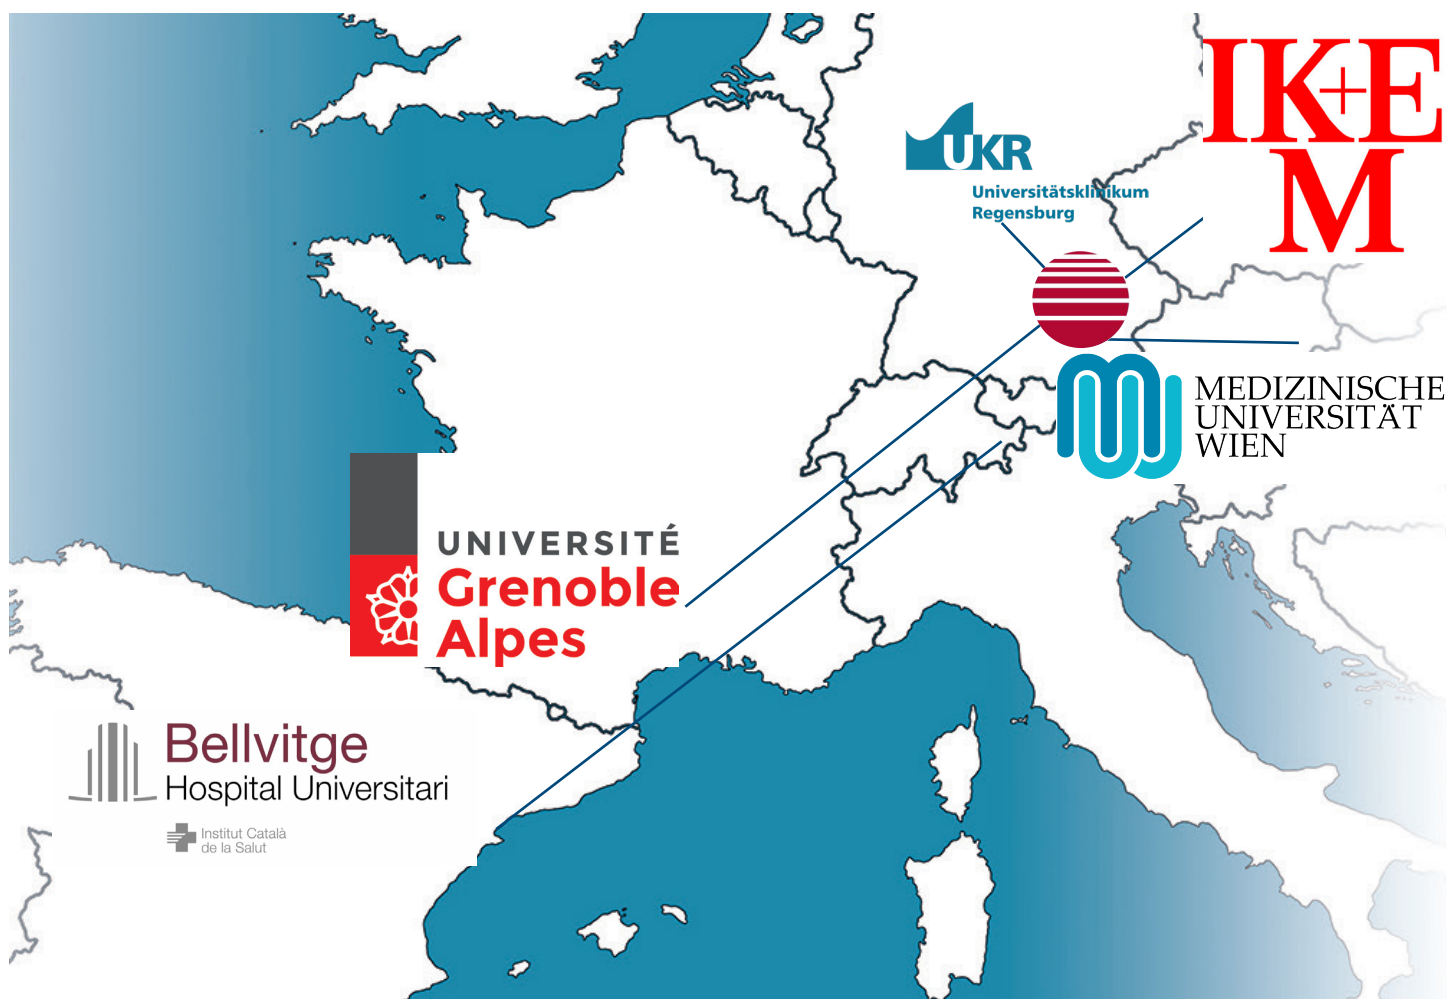 IK+E
M
UKR
Universitätsklinikum
Regensburg
MEDIZINISCHE
UNIVERSITÄT
WIEN
UNIVERSITÉ
Grenoble
Alpes
Bellvitge
Hospital Universitari
Institut Català
de la Salut